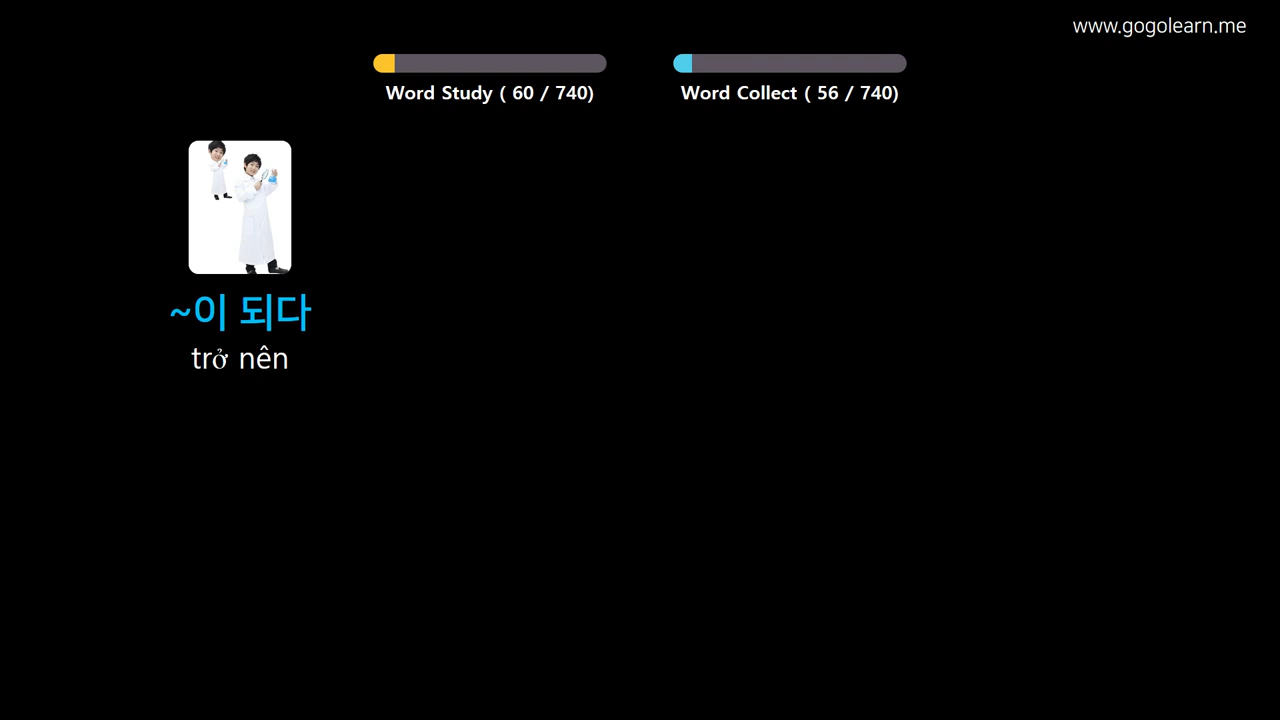 www.gogolearn.me
Word Study ( 60 / 740)
Word Collect ( 56 / 740)
~이 되다
trở nên